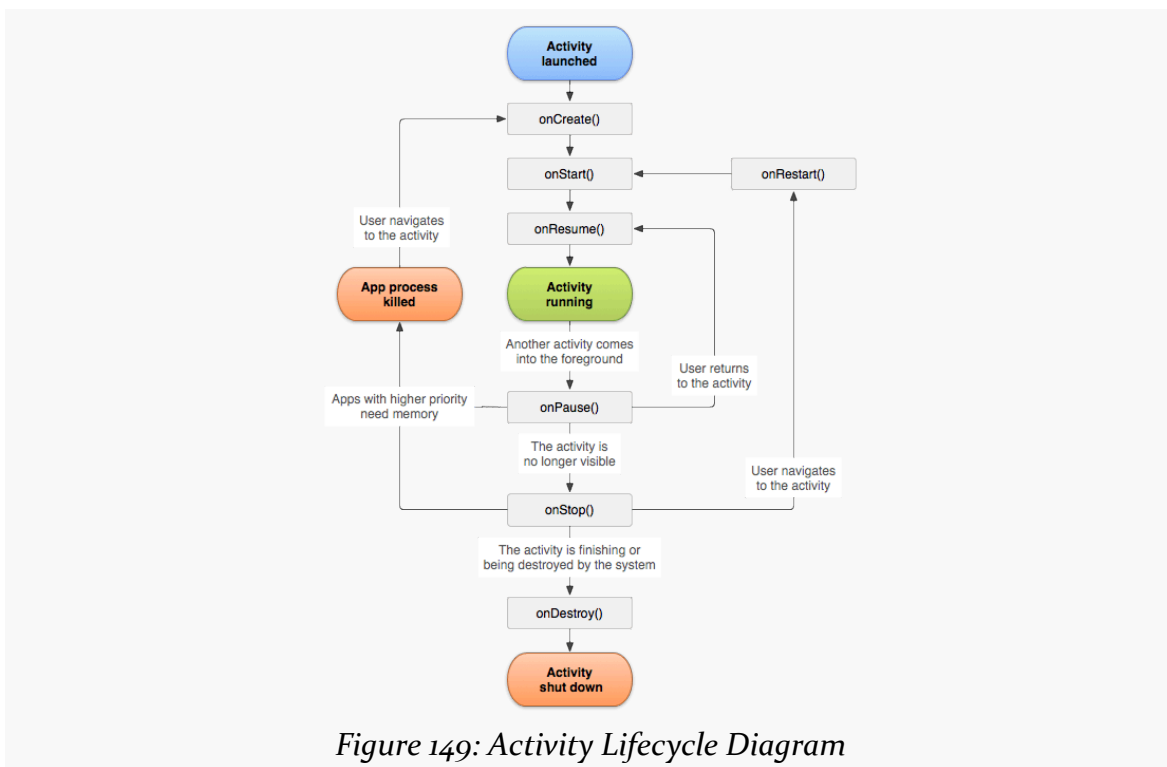 Activity
launched
onCreate()
onStart()
onRestart()
User navigates
to the activity
onResume()
App process
killed
Activity
running
Another activity comes
into the foreground
User returns
to the activity
Apps with higher priority
need memory
onPause()
The activity is
no longer visible
User navigates
to the activity
onStop()
The activity is finishing or
being destroyed by the system
onDestroy()
Activity
shut down
Figure 149: Activity Lifecycle Diagram